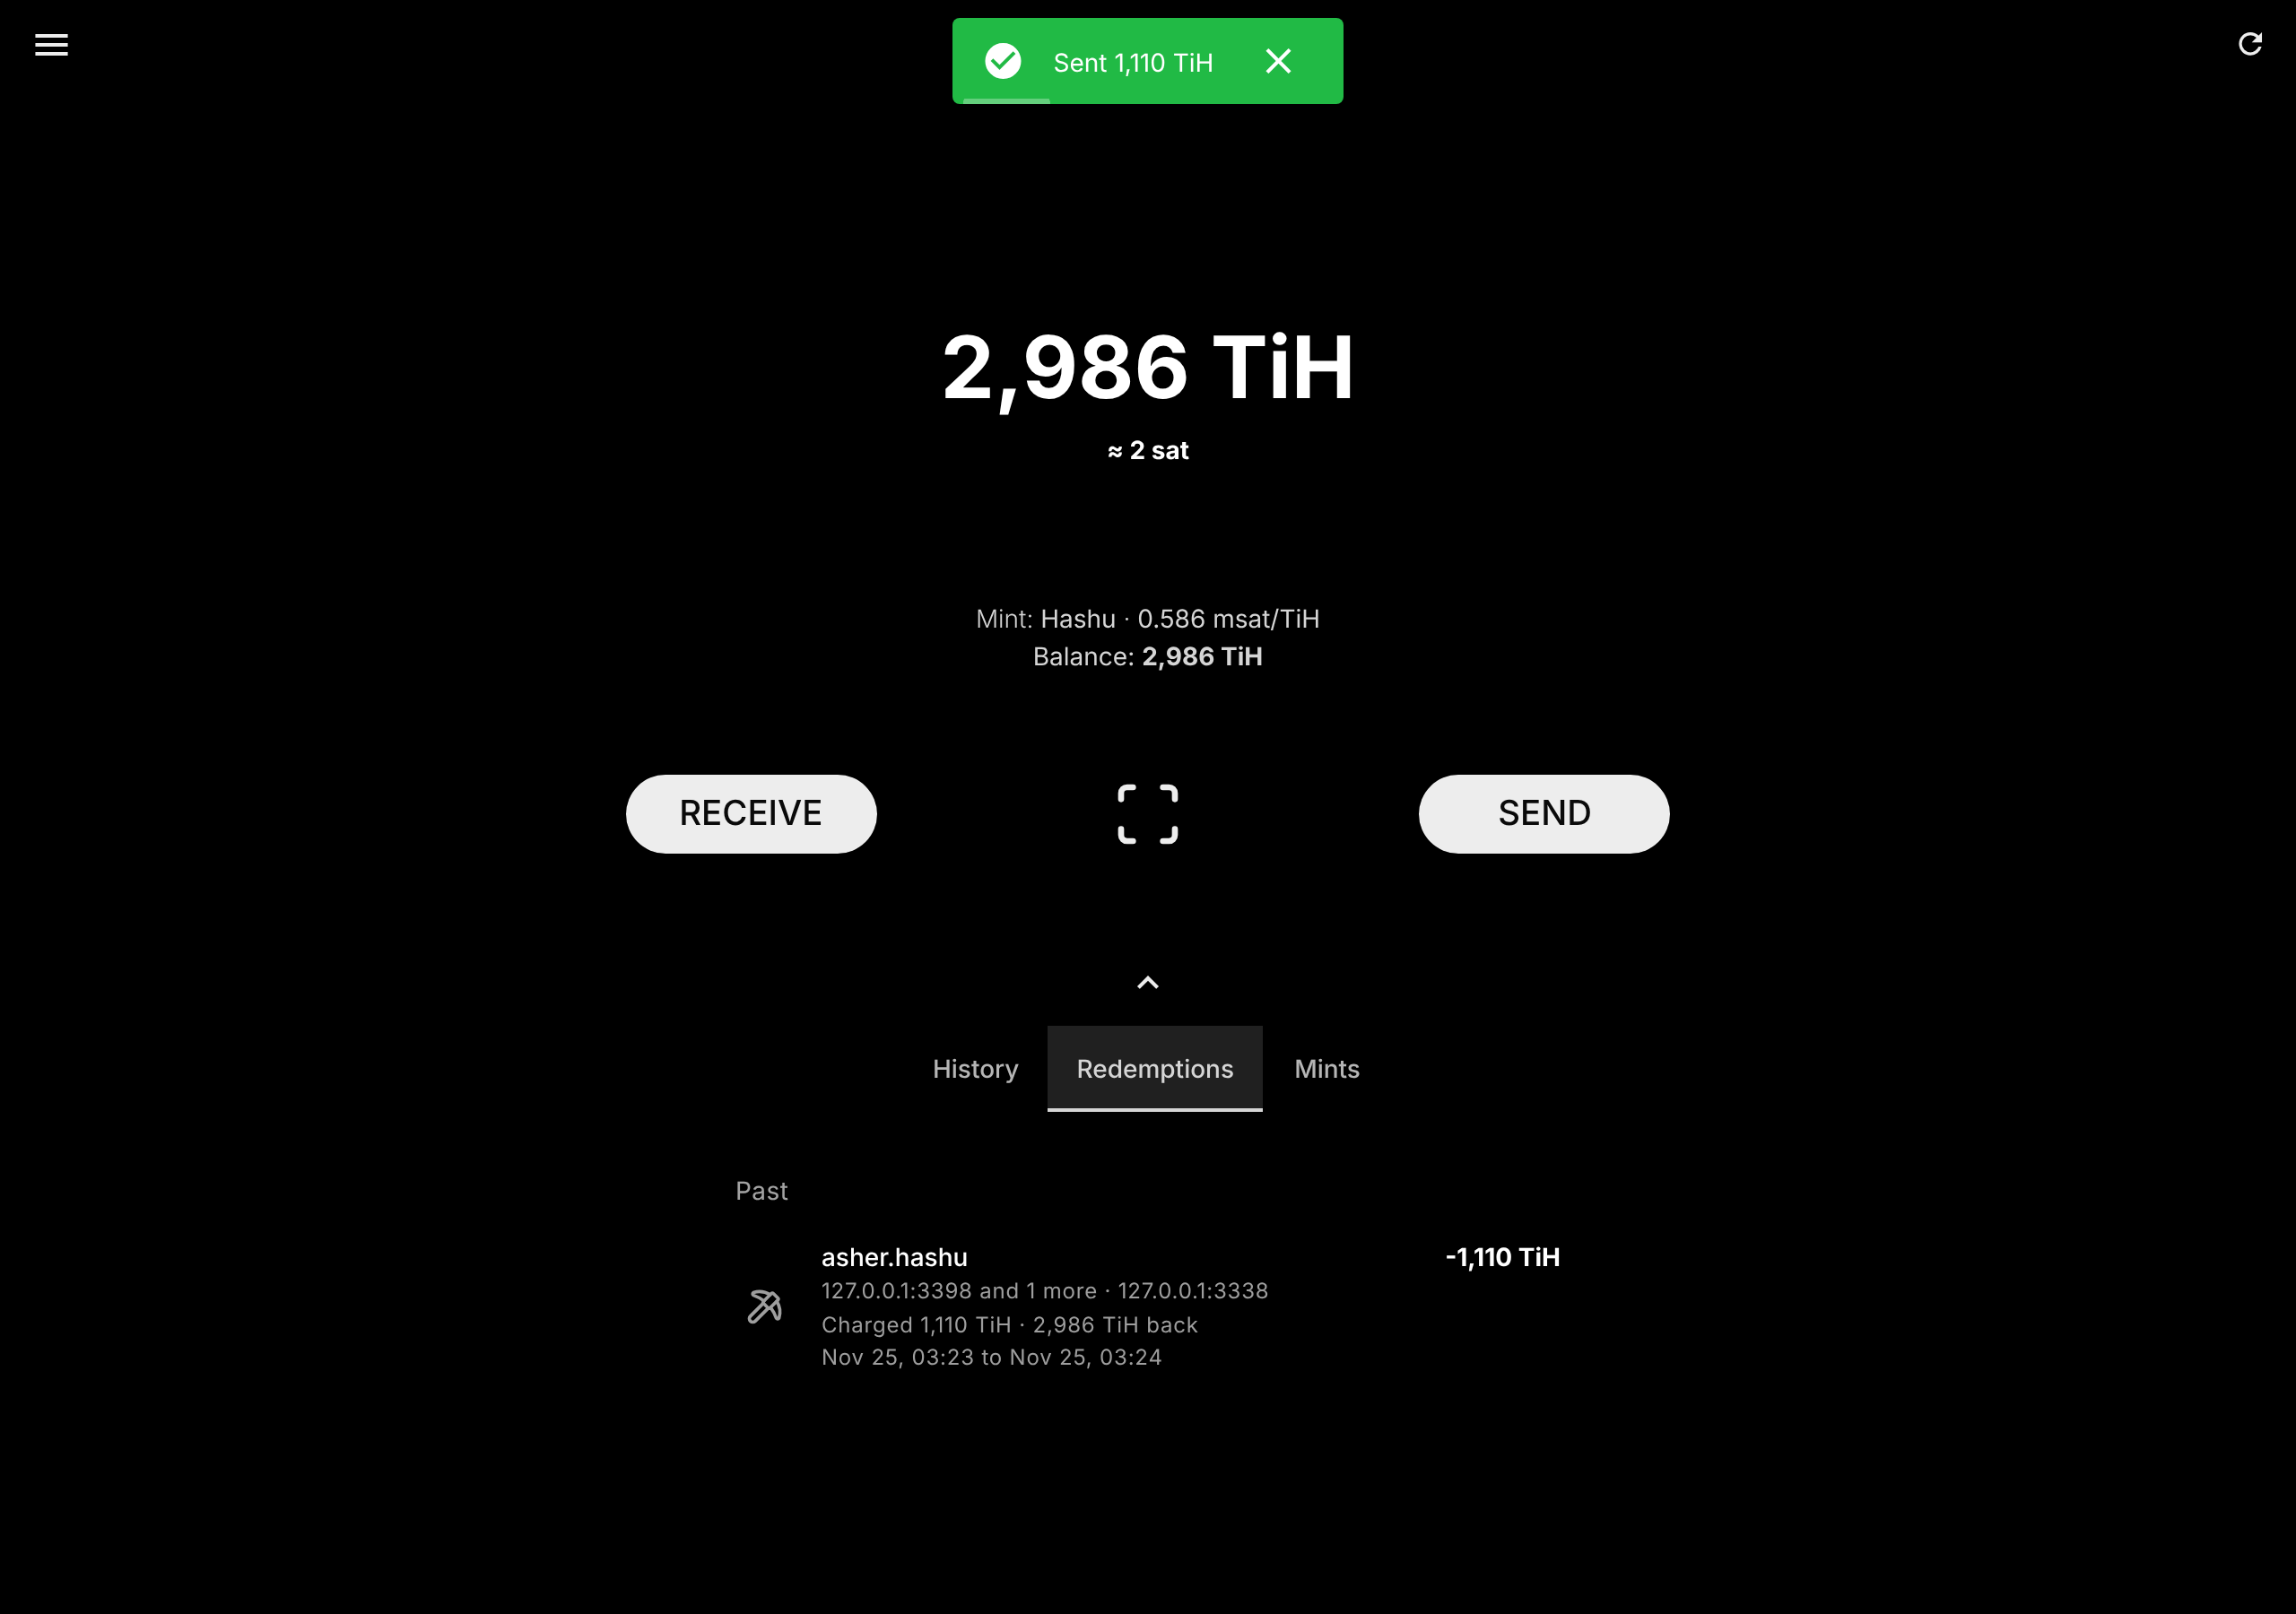 Sent 1,110 TiH
2,986 TiH
≈ 2 sat
Mint: Hashu · 0.586 msat/TiH
Balance: 2,986 TiH
RECEIVE
SEND
History
Redemptions
Mints
Past
asher.hashu
-1,110 TiH
127.0.0.1:3398 and 1 more · 127.0.0.1:3338
Charged 1,110 TiH · 2,986 TiH back
Nov 25, 03:23 to Nov 25, 03:24